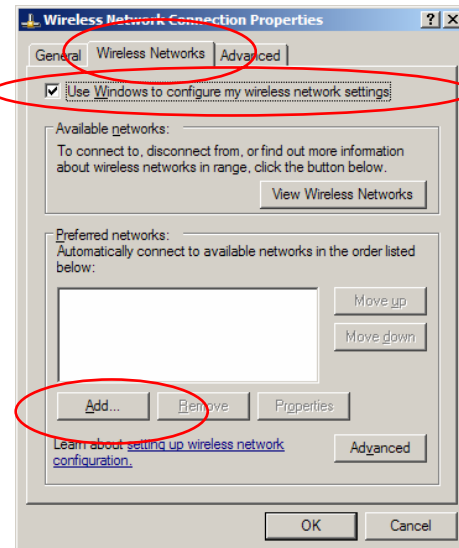 Wireless Network Connection Properties
General Wireless Networks Advanced
Use Windows to configure my wireless network settings
Available networks:
To connect to, disconnect from, or find out more information
about wireless networks in range, click the button below.
View Wireless Networks
Preferred networks:
Automatically connect to available networks in the order listed
below:
Move up
Move down
Add... Remove Properties
Learn about setting up wireless network
configuration.
Advanced
OK Cancel